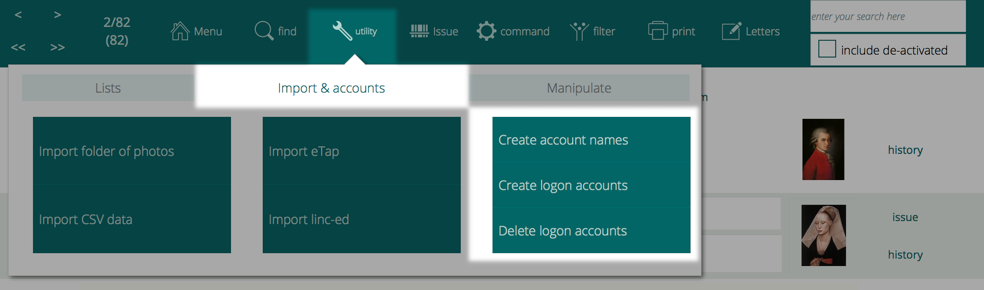 < >
2/82
(82)
<< >>
Menu
find
utility
Issue
command
filter
print
Letters
enter your search here
include de-activated
Lists
Import & accounts
Manipulate
m
Import folder of photos
Import CSV data
Import eTap
Import linc-ed
Create account names
Create logon accounts
Delete logon accounts
history
issue
history